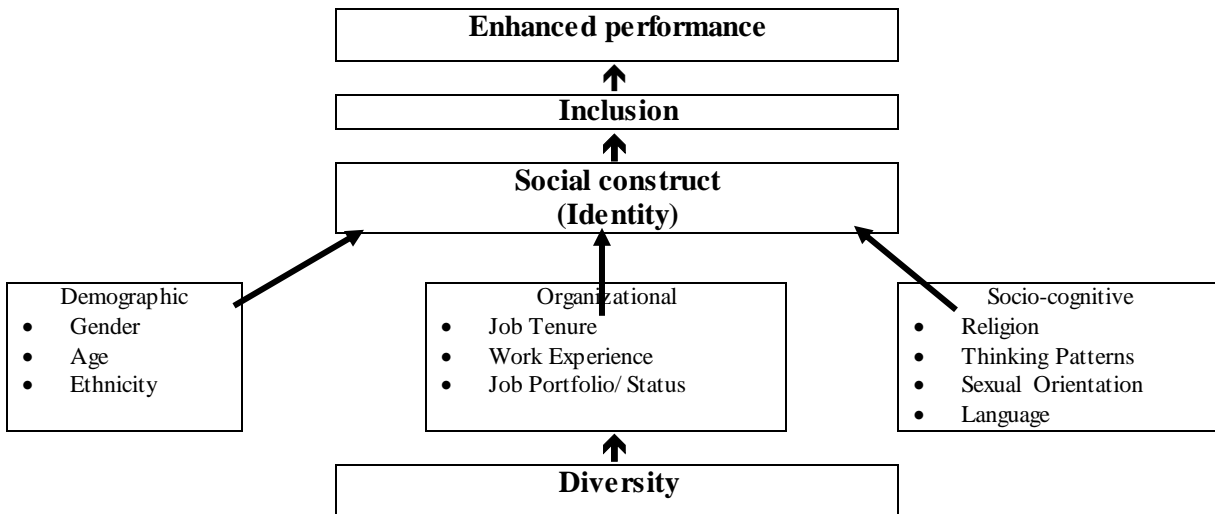 Enhanced performance
Inclusion
Social construct
(Identity)
Demographic
• Gender
• Age
• Ethnicity
Organizational
• Job Tenure
• Work Experience
• Job Portfolio/ Status
Socio-cognitive
• Religion
• Thinking Patterns
• Sexual Orientation
• Language
Diversity